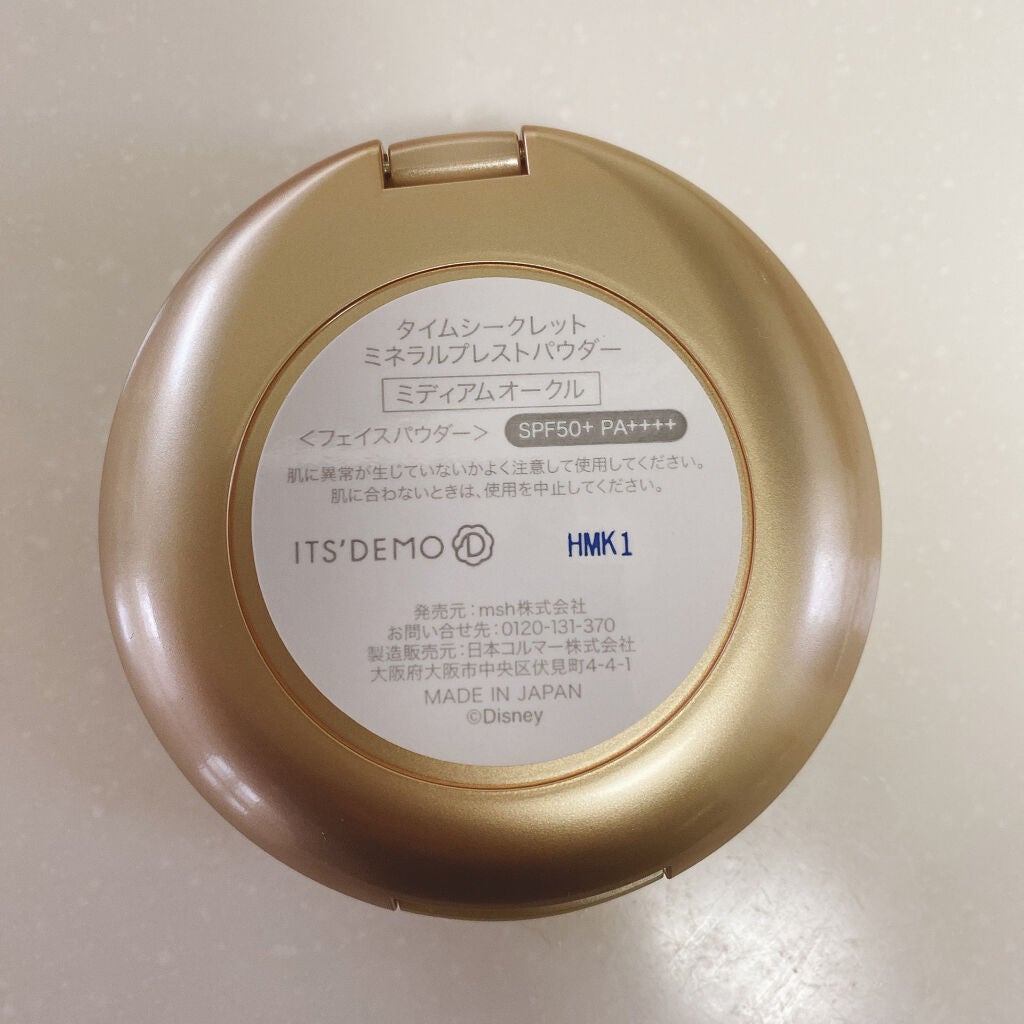 タイムシークレット
ミネラルプレストパウダー
ミディアムオークル
<フェイスパウダー> SPF50+ PA++++
肌に異常が生じていないかよく注意して使用してください。
肌に合わないときは、使用を中止してください。
ITS'DEMO D HMK1
発売元:msh株式会社
お問い合せ先:0120-131-370
製造販売元:日本コルマー株式会社
大阪府大阪市中央区伏見町4-4-1
MADE IN JAPAN
©Disney